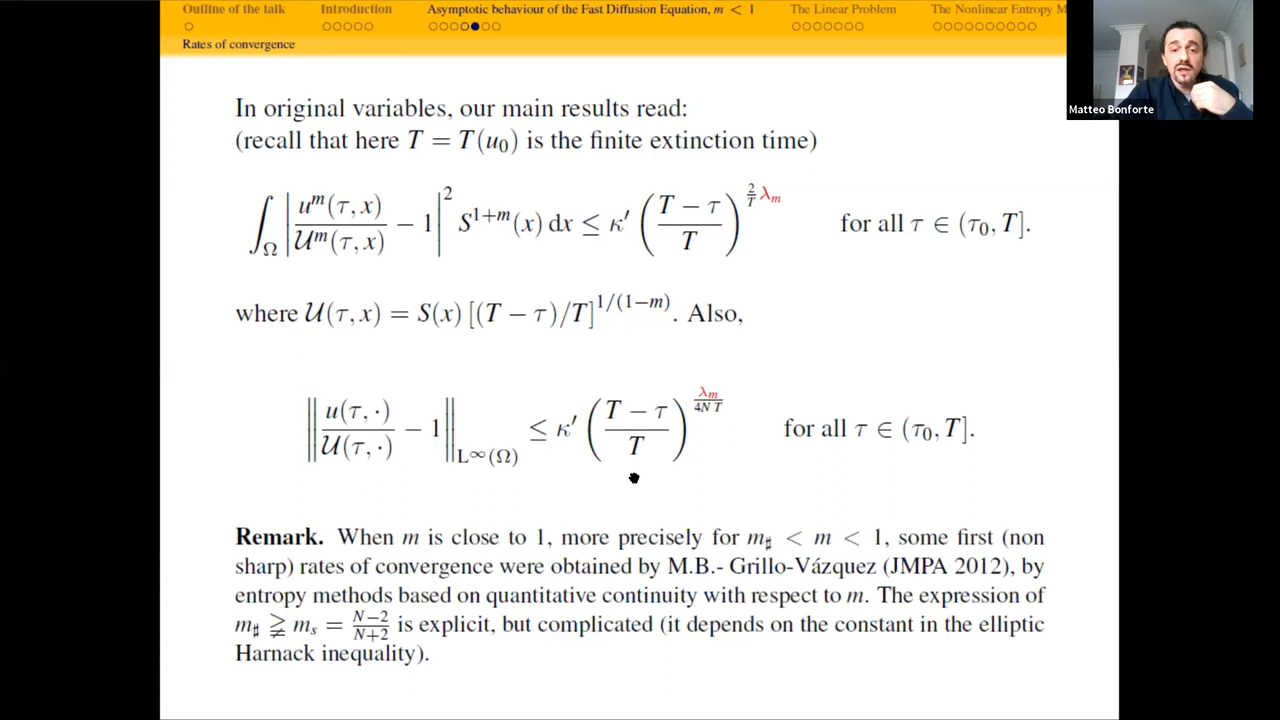 Outline of the talk Introduction Asymptotic behaviour of the Fast Diffusion Equation, m < 1 The Linear Problem The Nonlinear Entropy M
Rates of convergence
Matteo Bonforte
In original variables, our main results read:
(recall that here T = T(u₀) is the finite extinction time)
∫_Ω |u^m(τ, x)/𝒰^m(τ, x) − 1|² S^{1+m}(x) dx ≤ κ′ ((T − τ)/T)^{(2/T) λ_m} for all τ ∈ (τ₀, T].
where 𝒰(τ, x) = S(x) [(T − τ)/T]^{1/(1−m)}. Also,
‖u(τ, ·)/𝒰(τ, ·) − 1‖_{L^∞(Ω)} ≤ κ′ ((T − τ)/T)^{λ_m/(4N T)} for all τ ∈ (τ₀, T].
Remark. When m is close to 1, more precisely for m_♯ < m < 1, some first (non
sharp) rates of convergence were obtained by M.B.- Grillo-Vázquez (JMPA 2012), by
entropy methods based on quantitative continuity with respect to m. The expression of
m_♯ ≩ m_s = (N−2)/(N+2) is explicit, but complicated (it depends on the constant in the elliptic
Harnack inequality).